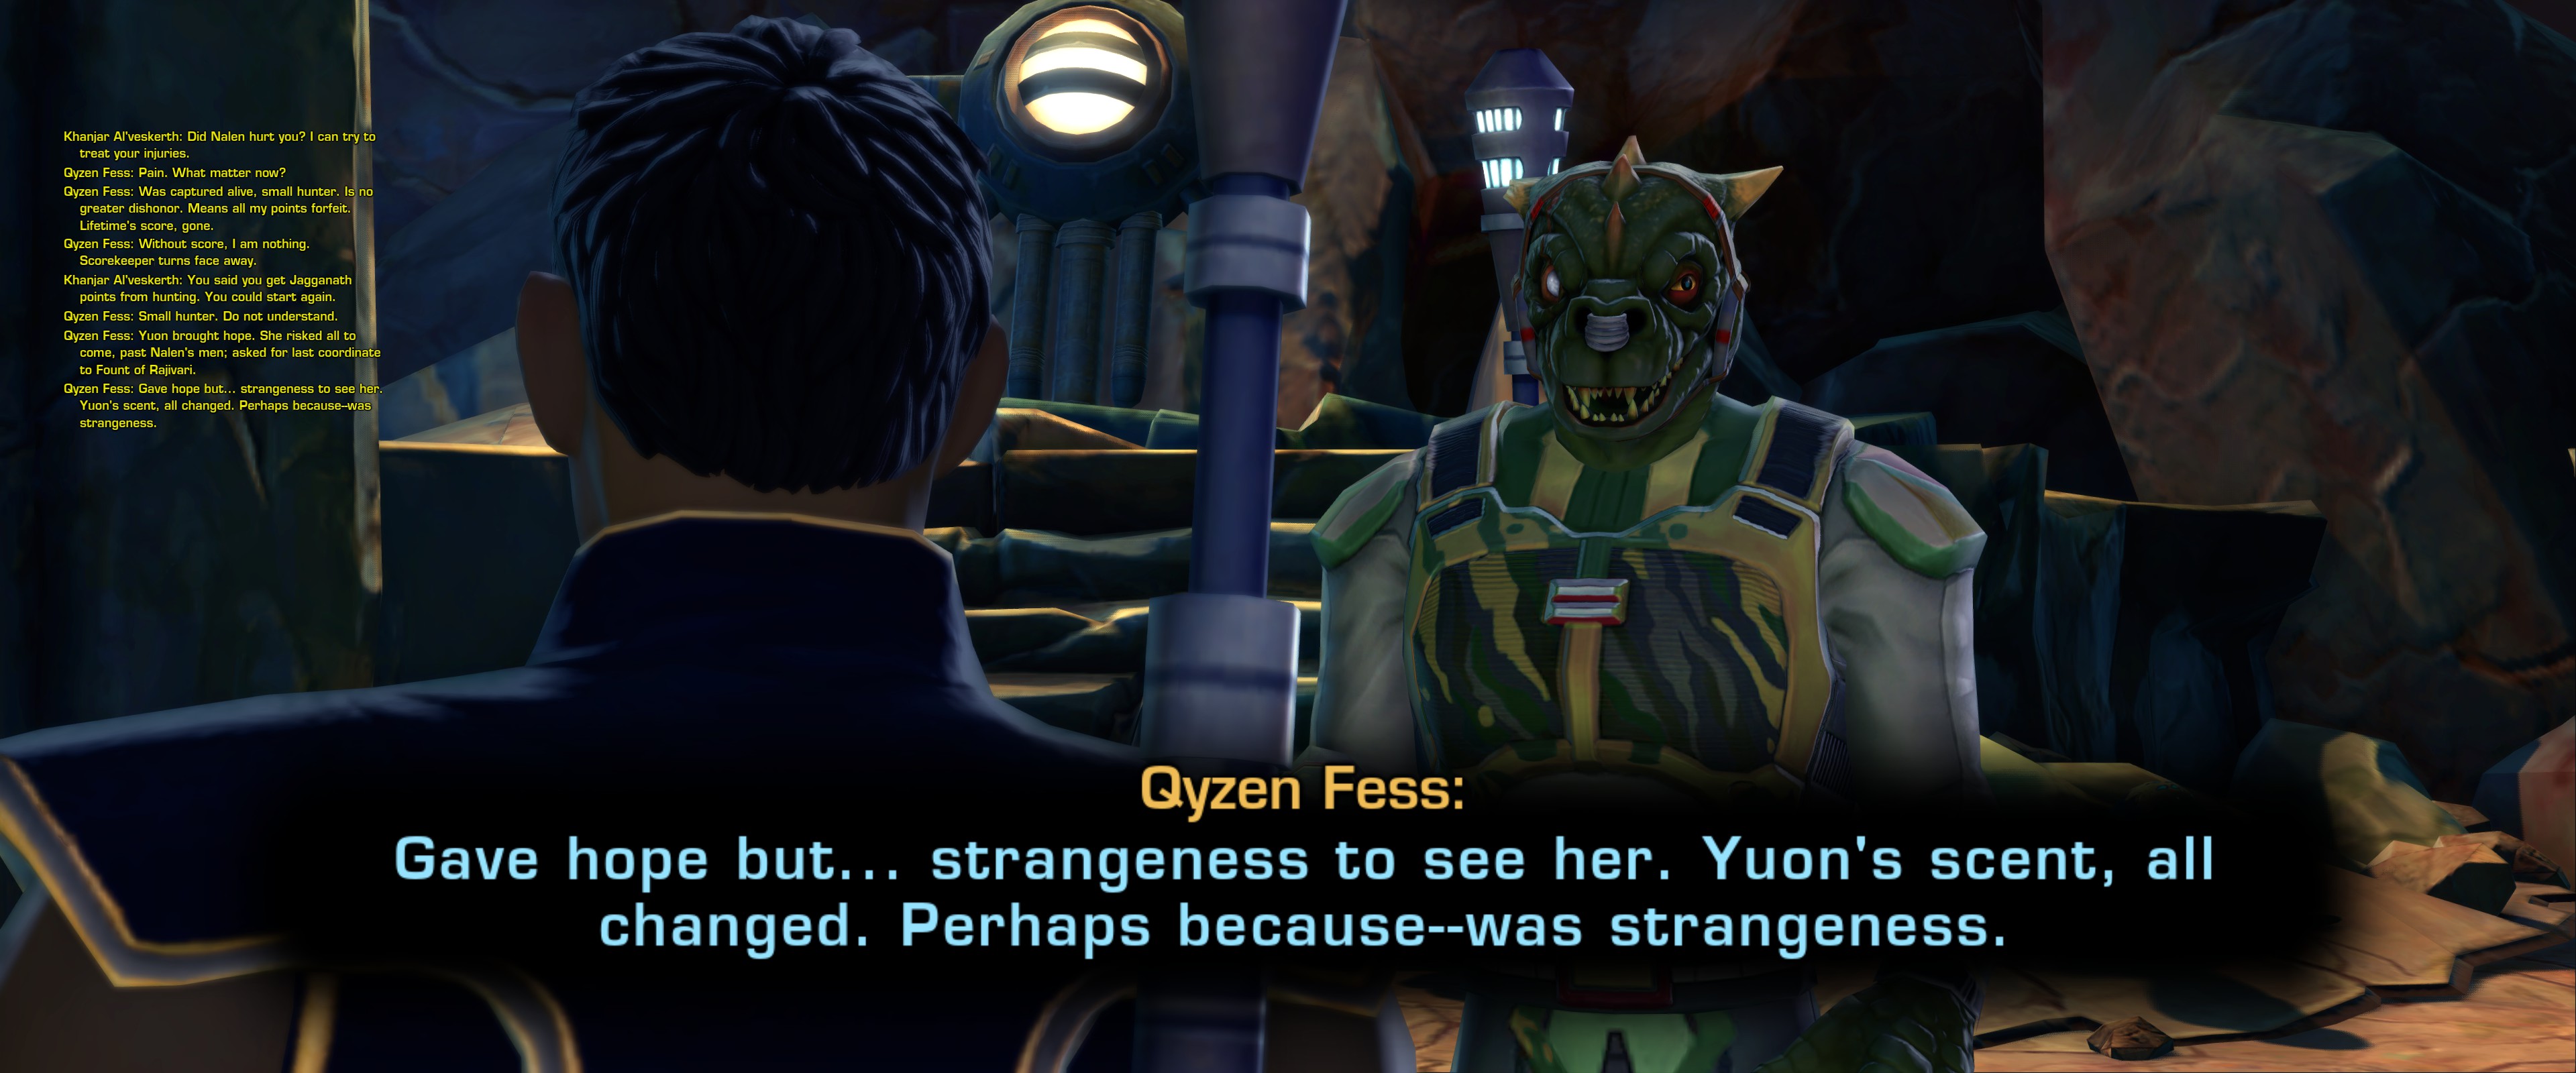 Khanjar Al'veskerth: Did Nalen hurt you? I can try to
treat your injuries.
Qyzen Fess: Pain. What matter now?
Qyzen Fess: Was captured alive, small hunter. Is no
greater dishonor. Means all my points forfeit.
Lifetime's score, gone.
Qyzen Fess: Without score, I am nothing.
Scorekeeper turns face away.
Khanjar Al'veskerth: You said you get Jagganath
points from hunting. You could start again.
Qyzen Fess: Small hunter. Do not understand.
Qyzen Fess: Yuon brought hope. She risked all to
come, past Nalen's men; asked for last coordinate
to Fount of Rajivari.
Qyzen Fess: Gave hope but... strangeness to see her.
Yuon's scent, all changed. Perhaps because--was
strangeness.
Qyzen Fess:
Gave hope but... strangeness to see her. Yuon's scent, all
changed. Perhaps because--was strangeness.